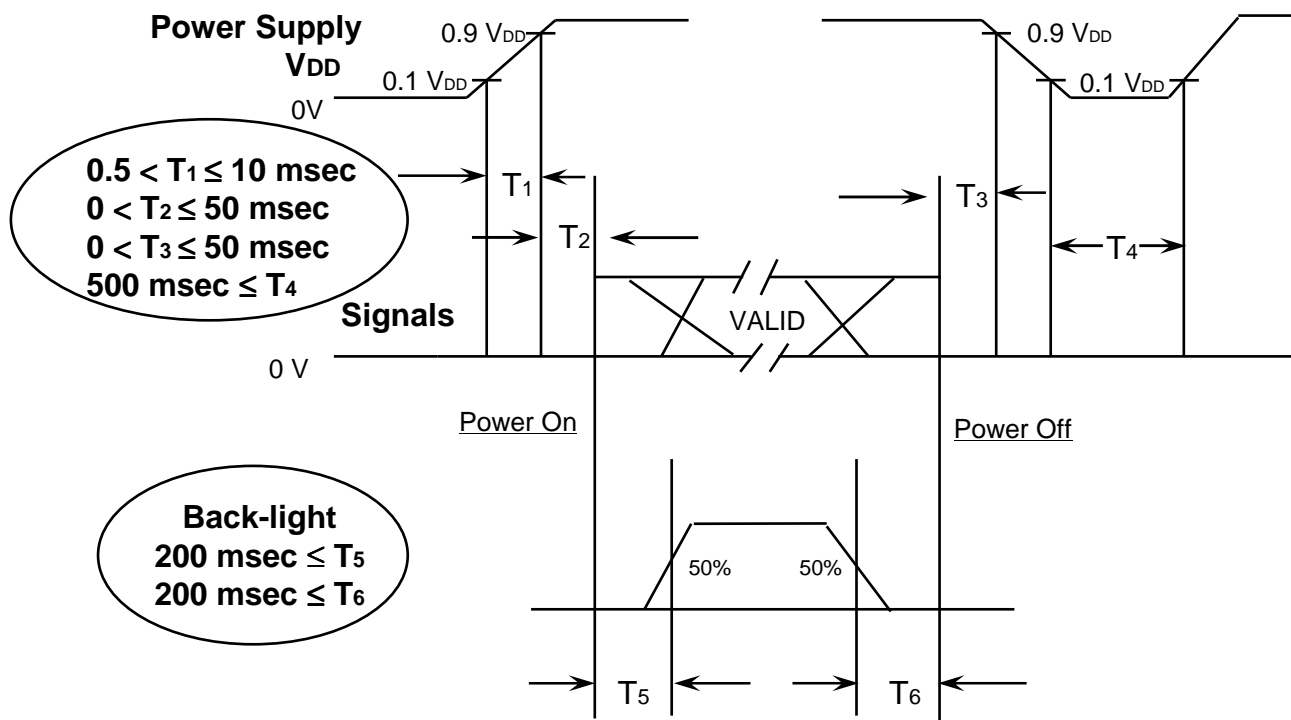 Power Supply
VDD
0.9 VDD
0.1 VDD
0V
0.9 VDD
0.1 VDD
0.5 < T1 ≤ 10 msec
0 < T2 ≤ 50 msec
0 < T3 ≤ 50 msec
500 msec ≤ T4
T1
T2
T3
T4
Signals
VALID
0 V
Power On
Power Off
Back-light
200 msec ≤ T5
200 msec ≤ T6
50%
50%
T5
T6